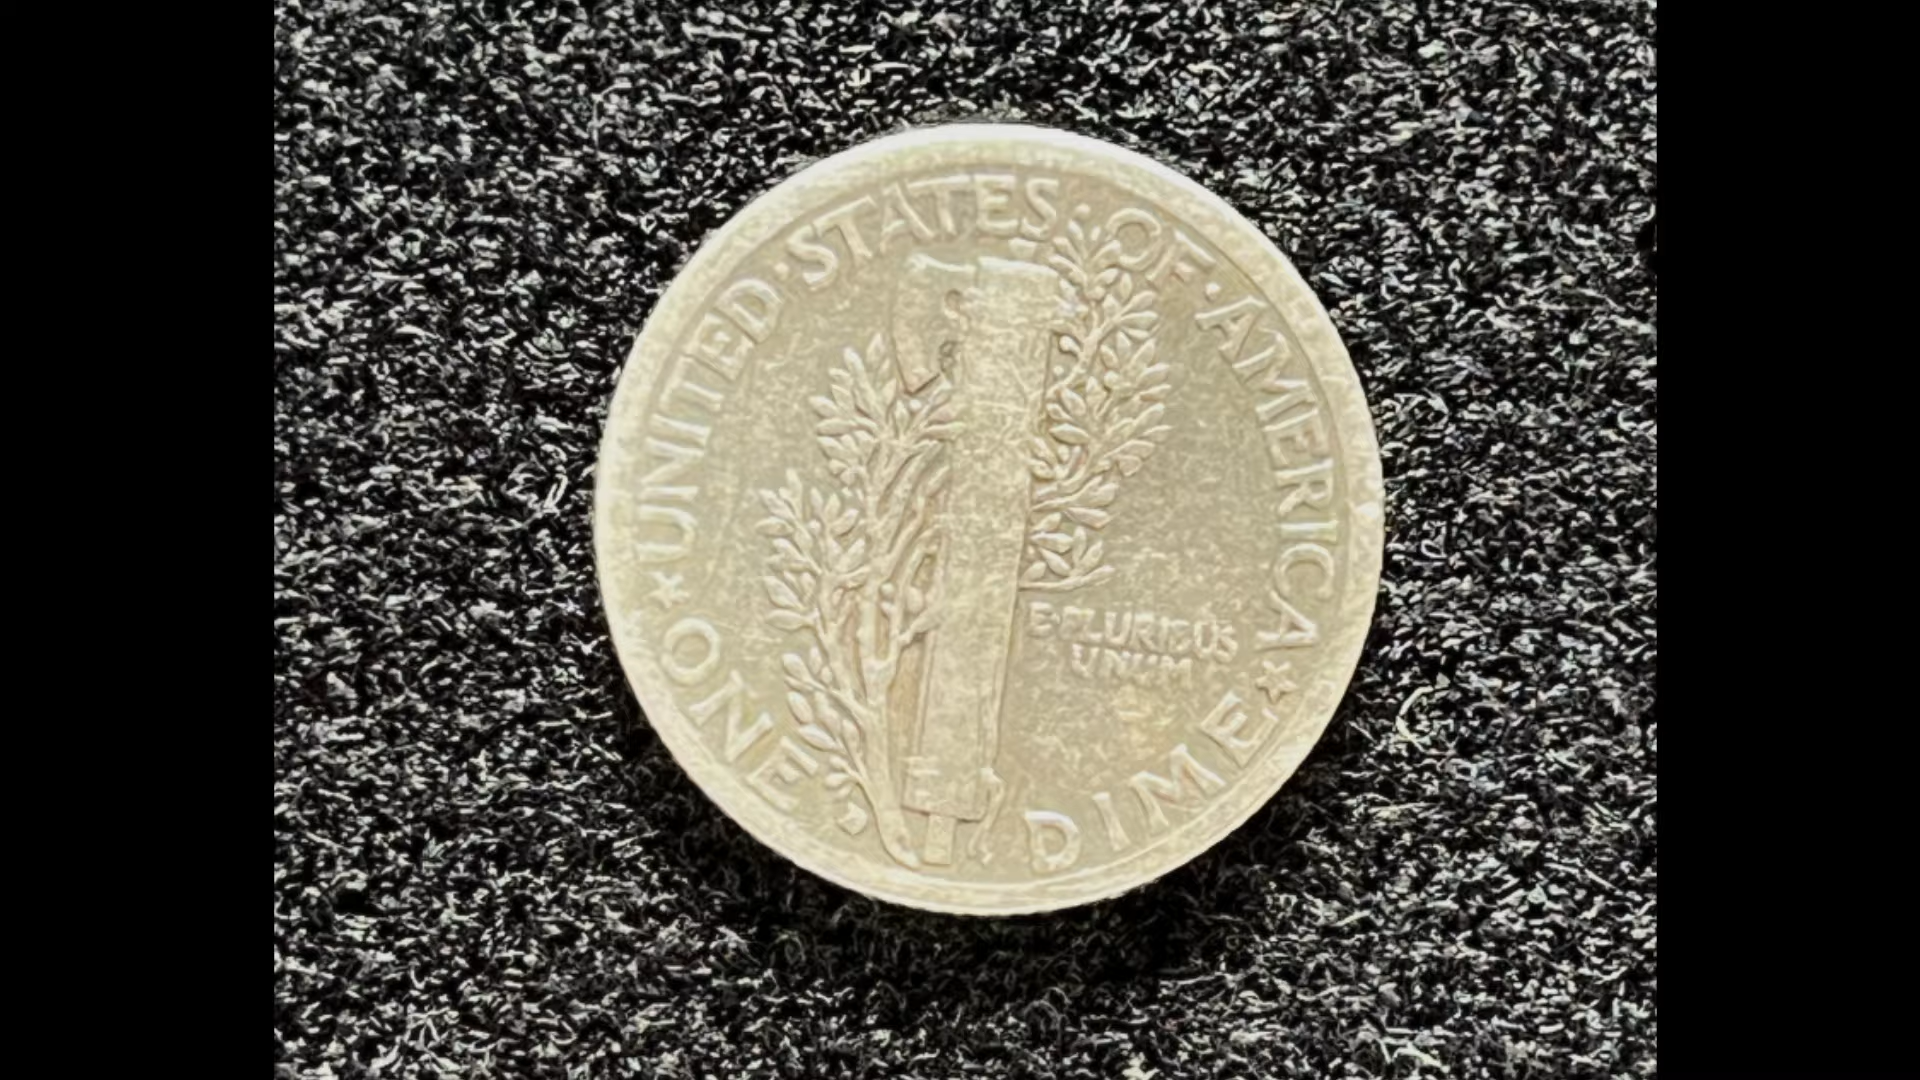 UNITED · STATES · OF · AMERICA
E · PLURIBUS
UNUM
ONE DIME